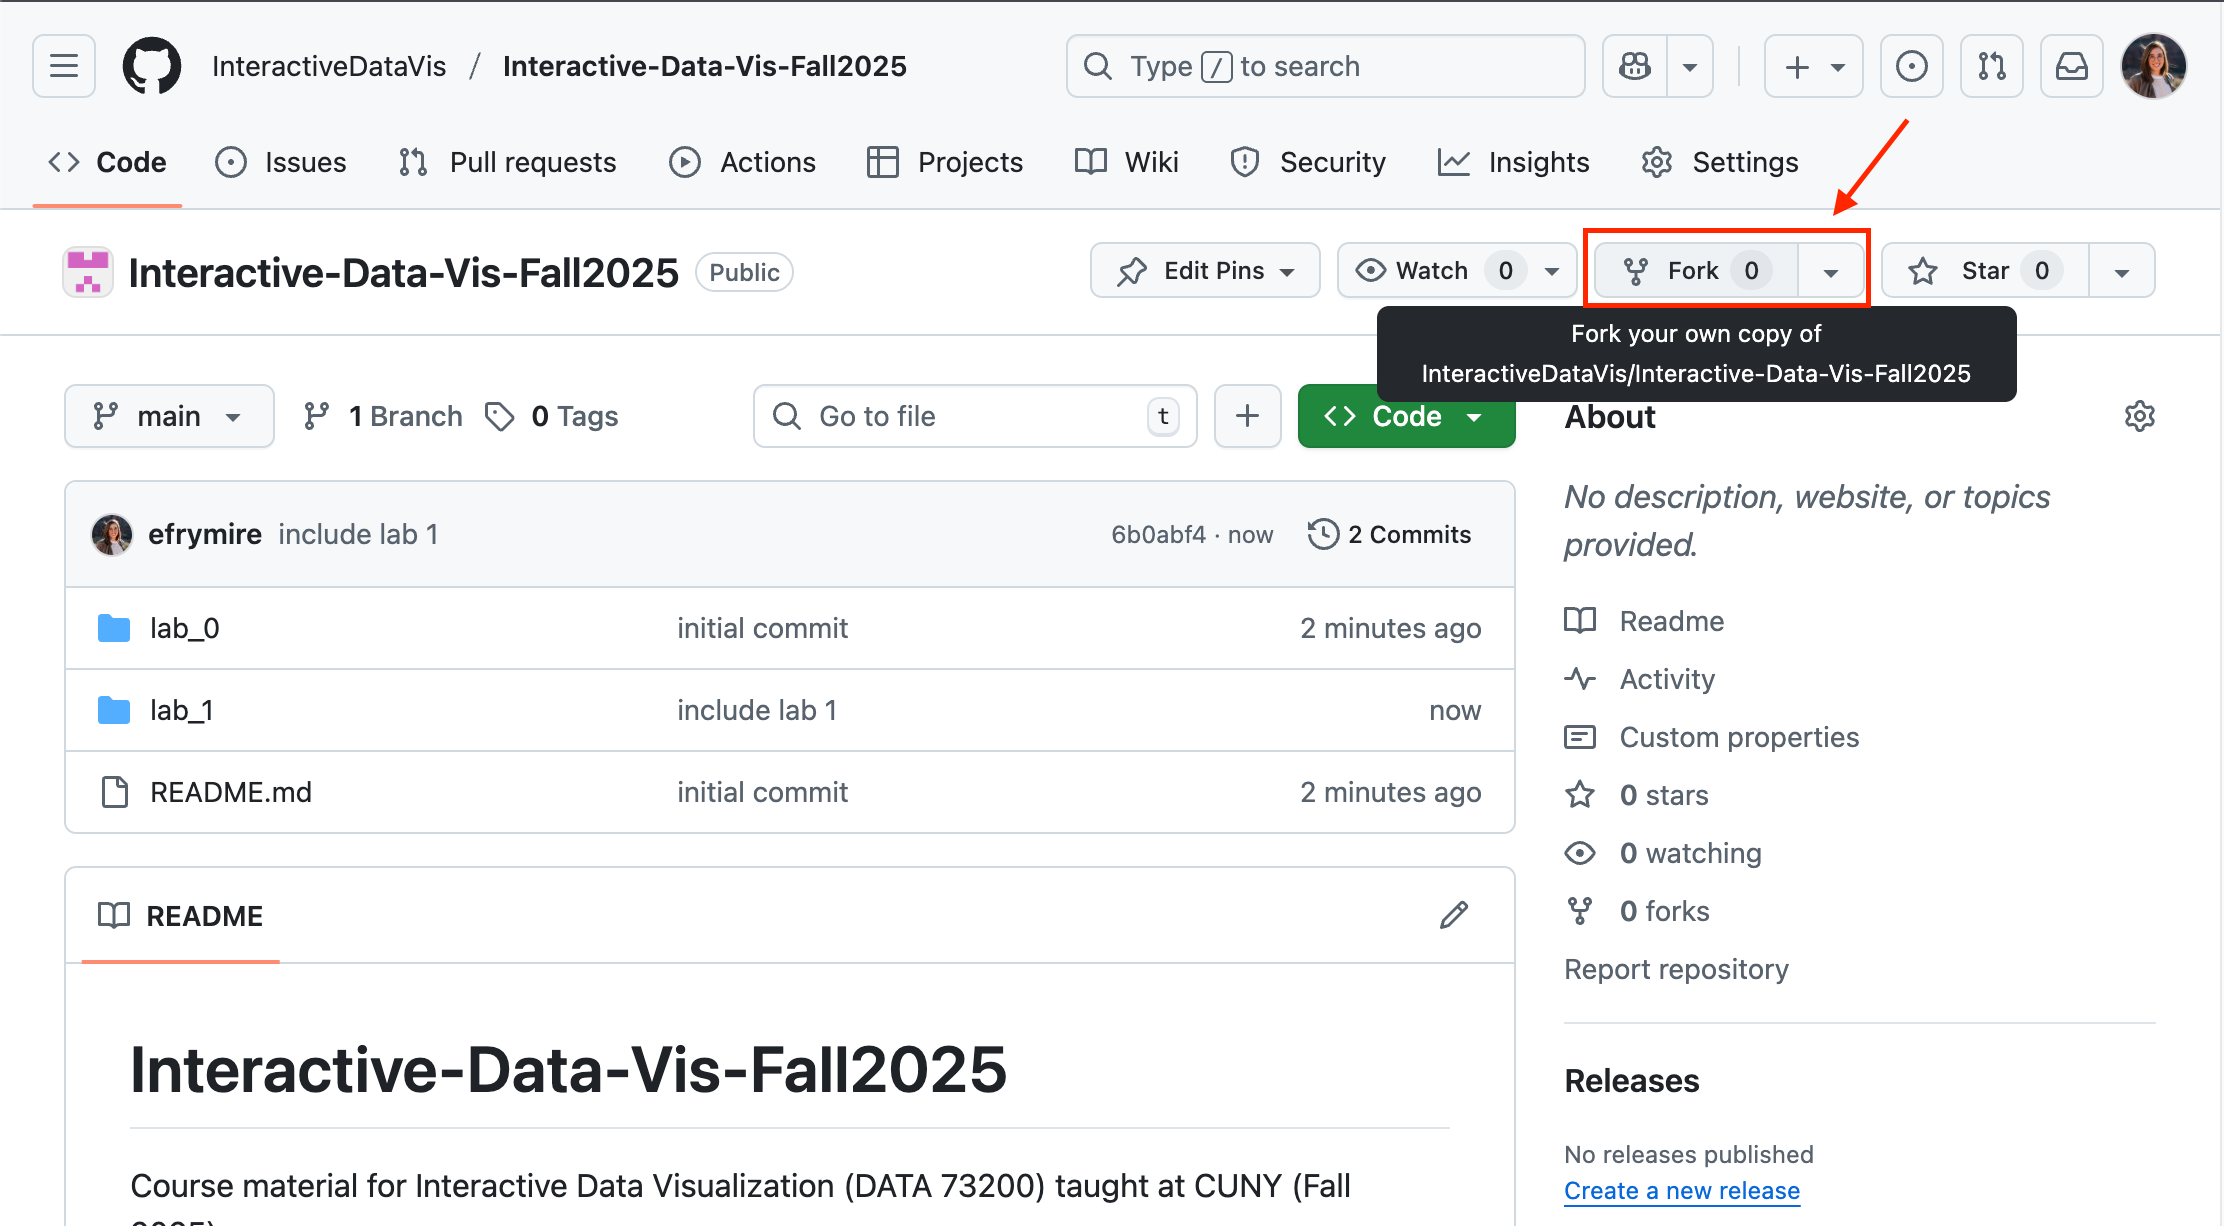 InteractiveDataVis / Interactive-Data-Vis-Fall2025
Type / to search
Code
Issues
Pull requests
Actions
Projects
Wiki
Security
Insights
Settings
Interactive-Data-Vis-Fall2025 Public
Edit Pins
Watch 0
Fork 0
Star 0
Fork your own copy of
InteractiveDataVis/Interactive-Data-Vis-Fall2025
main
1 Branch
0 Tags
Go to file t
Code
efrymire include lab 1 6b0abf4 · now 2 Commits
lab_0 initial commit 2 minutes ago
lab_1 include lab 1 now
README.md initial commit 2 minutes ago
README
Interactive-Data-Vis-Fall2025
Course material for Interactive Data Visualization (DATA 73200) taught at CUNY (Fall
About
No description, website, or topics
provided.
Readme
Activity
Custom properties
0 stars
0 watching
0 forks
Report repository
Releases
No releases published
Create a new release